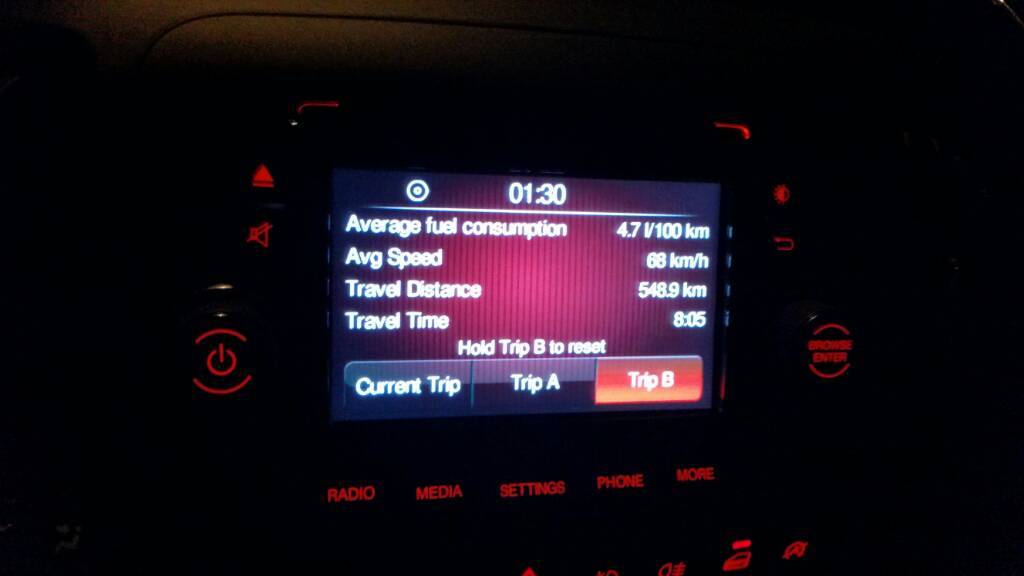 01:30
Average fuel consumption 4.7 l/100 km
Avg Speed 68 km/h
Travel Distance 548.9 km
Travel Time 8:05
Hold Trip B to reset
Current Trip Trip A Trip B
BROWSE
ENTER
RADIO MEDIA SETTINGS PHONE MORE